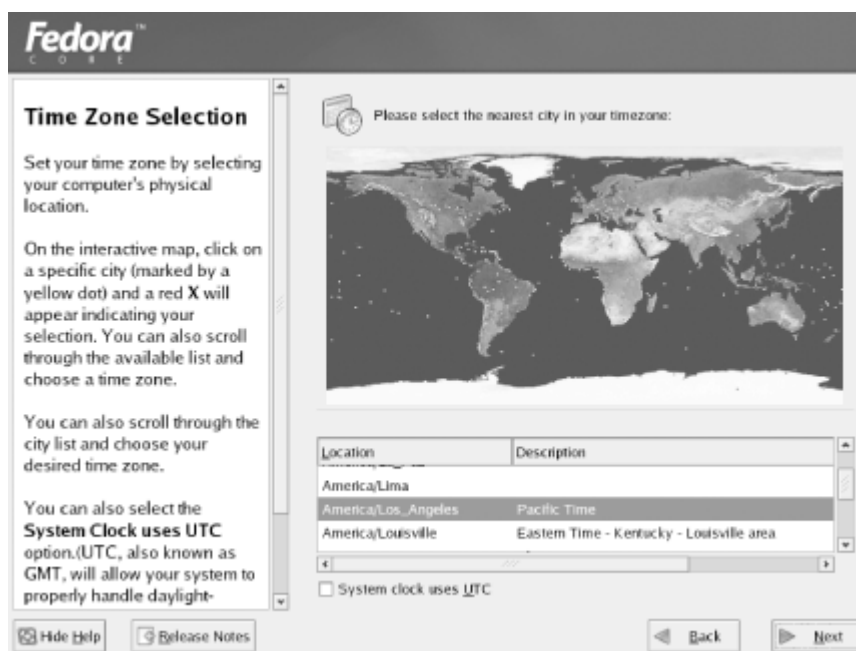 Fedora™
CORE
Time Zone Selection
Set your time zone by selecting
your computer's physical
location.
On the interactive map, click on
a specific city (marked by a
yellow dot) and a red X will
appear indicating your
selection. You can also scroll
through the available list and
choose a time zone.
You can also scroll through the
city list and choose your
desired time zone.
You can also select the
System Clock uses UTC
option.(UTC, also known as
GMT, will allow your system to
properly handle daylight-
Please select the nearest city in your timezone:
Location Description
America/Lima
America/Los_Angeles Pacific Time
America/Louisville Eastern Time - Kentucky - Louisville area
System clock uses UTC
Hide Help Release Notes Back Next